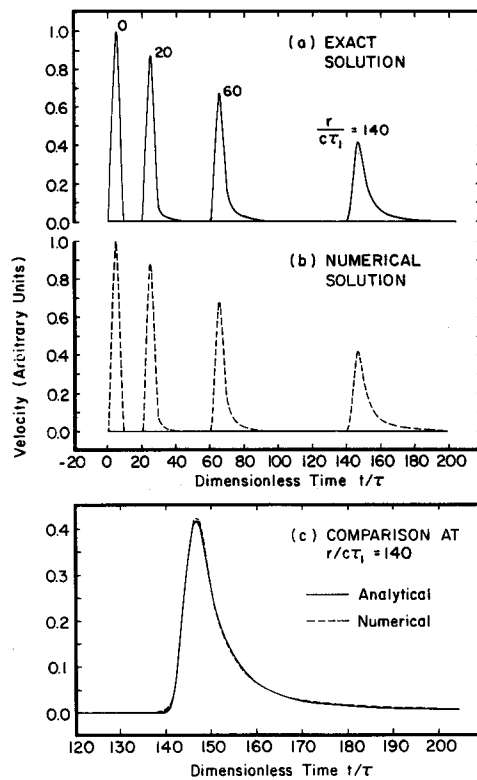 0
1.0
(a) EXACT
SOLUTION
20
0.8
60
0.6
r/cτ₁ = 140
0.4
0.2
0.0
1.0
(b) NUMERICAL
SOLUTION
0.8
0.6
0.4
0.2
0.0
Velocity (Arbitrary Units)
-20 0 20 40 60 80 100 120 140 160 180 200
Dimensionless Time t/τ
0.4
(c) COMPARISON AT
r/cτ₁ = 140
0.3
Analytical
0.2
Numerical
0.1
0.0
120 130 140 150 160 170 180 190 200
Dimensionless Time t/τ